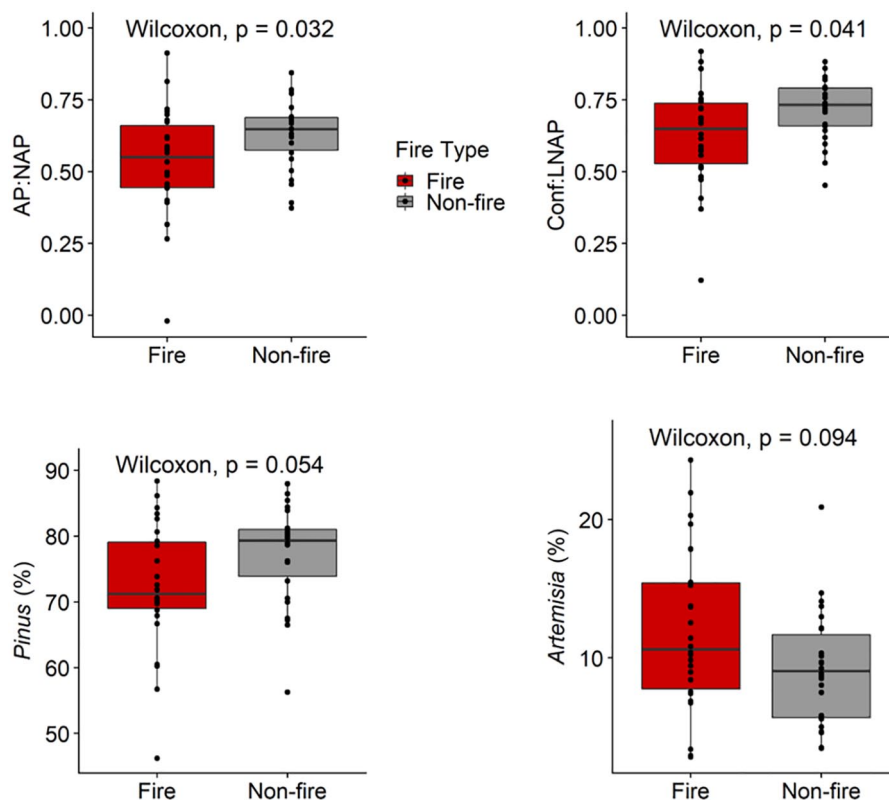 Wilcoxon, p = 0.032
1.00
0.75
0.50
0.25
0.00
AP:NAP
Fire
Non-fire
Fire Type
Fire
Non-fire
Wilcoxon, p = 0.041
1.00
0.75
0.50
0.25
0.00
Conf:LNAP
Fire
Non-fire
Wilcoxon, p = 0.054
90
80
70
60
50
Pinus (%)
Fire
Non-fire
Wilcoxon, p = 0.094
20
10
Artemisia (%)
Fire
Non-fire